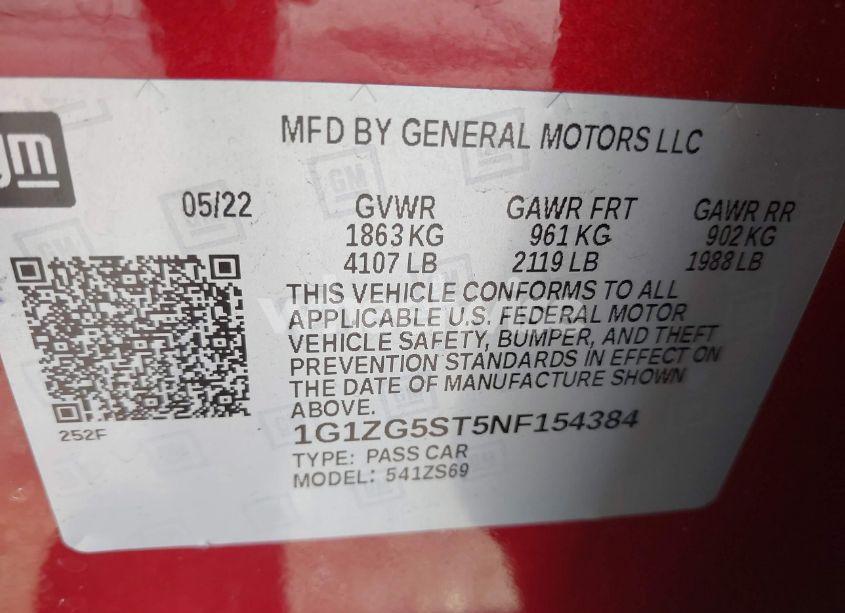 gm
MFD BY GENERAL MOTORS LLC
05/22 GVWR GAWR FRT GAWR RR
1863 KG 961 KG 902 KG
4107 LB 2119 LB 1988 LB
THIS VEHICLE CONFORMS TO ALL
APPLICABLE U.S. FEDERAL MOTOR
VEHICLE SAFETY, BUMPER, AND THEFT
PREVENTION STANDARDS IN EFFECT ON
THE DATE OF MANUFACTURE SHOWN
ABOVE.
252F
1G1ZG5ST5NF154384
TYPE: PASS CAR
MODEL: 541ZS69